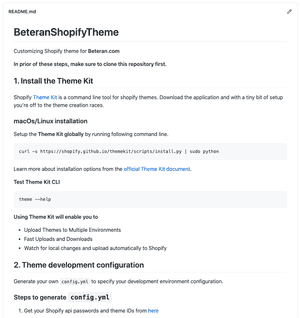 README.md
BeteranShopifyTheme
Customizing Shopify theme for Beteran.com
In prior of these steps, make sure to clone this repository first.
1. Install the Theme Kit
Shopify Theme Kit is a command line tool for shopify themes. Download the application and with a tiny bit of setup
you're off to the theme creation races.
macOs/Linux installation
Setup the Theme Kit globally by running following command line.
curl -s https://shopify.github.io/themekit/scripts/install.py | sudo python
Learn more about installation options from the official Theme Kit document.
Test Theme Kit CLI
theme --help
Using Theme Kit will enable you to
• Upload Themes to Multiple Environments
• Fast Uploads and Downloads
• Watch for local changes and upload automatically to Shopify
2. Theme development configuration
Generate your own config.yml to specify your development environment configuration.
Steps to generate config.yml
1. Get your Shopify api passwords and theme IDs from here